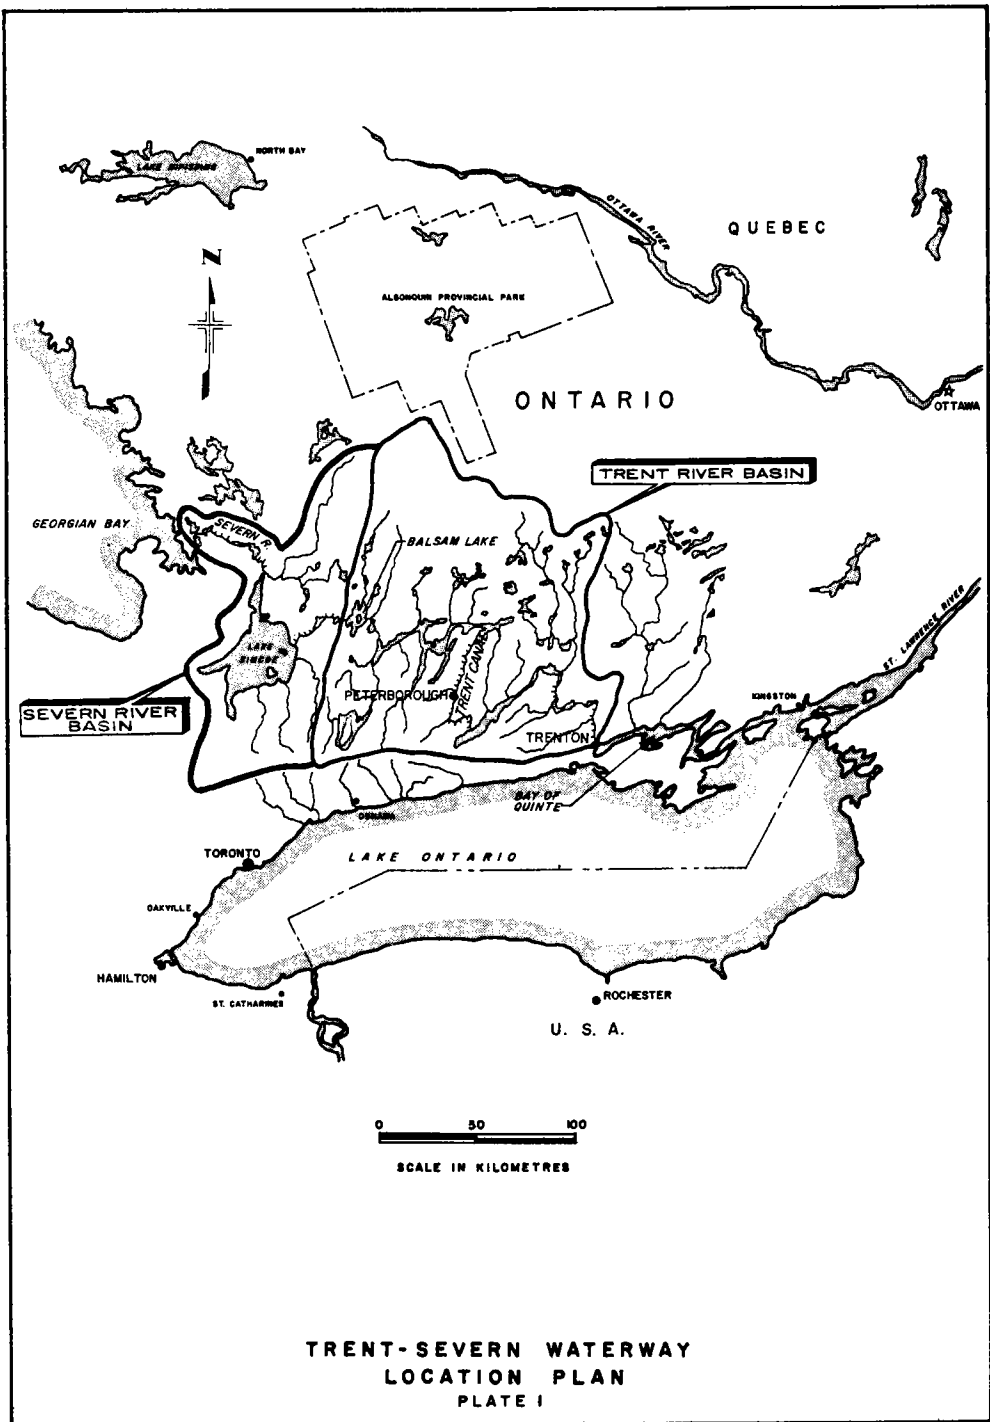 NORTH BAY
LAKE NIPISSING
OTTAWA RIVER
QUEBEC
N
ALGONQUIN PROVINCIAL PARK
ONTARIO
OTTAWA
TRENT RIVER BASIN
GEORGIAN BAY
SEVERN R.
BALSAM LAKE
ST. LAWRENCE RIVER
LAKE
SIMCOE
TRENT CANAL
PETERBOROUGH
KINGSTON
SEVERN RIVER
BASIN
TRENTON
BAY OF
QUINTE
OSHAWA
TORONTO
LAKE ONTARIO
OAKVILLE
HAMILTON
ST. CATHARINES
ROCHESTER
U. S. A.
0 50 100
SCALE IN KILOMETRES
TRENT-SEVERN WATERWAY
LOCATION PLAN
PLATE I